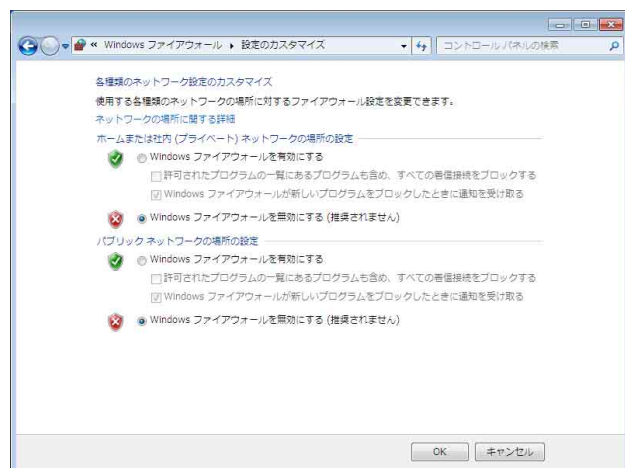 « Windows ファイアウォール ▸ 設定のカスタマイズ
コントロール パネルの検索
各種類のネットワーク設定のカスタマイズ
使用する各種類のネットワークの場所に対するファイアウォール設定を変更できます。
ネットワークの場所に関する詳細
ホームまたは社内 (プライベート) ネットワークの場所の設定
Windows ファイアウォールを有効にする
許可されたプログラムの一覧にあるプログラムも含め、すべての着信接続をブロックする
Windows ファイアウォールが新しいプログラムをブロックしたときに通知を受け取る
Windows ファイアウォールを無効にする (推奨されません)
パブリック ネットワークの場所の設定
Windows ファイアウォールを有効にする
許可されたプログラムの一覧にあるプログラムも含め、すべての着信接続をブロックする
Windows ファイアウォールが新しいプログラムをブロックしたときに通知を受け取る
Windows ファイアウォールを無効にする (推奨されません)
OK
キャンセル